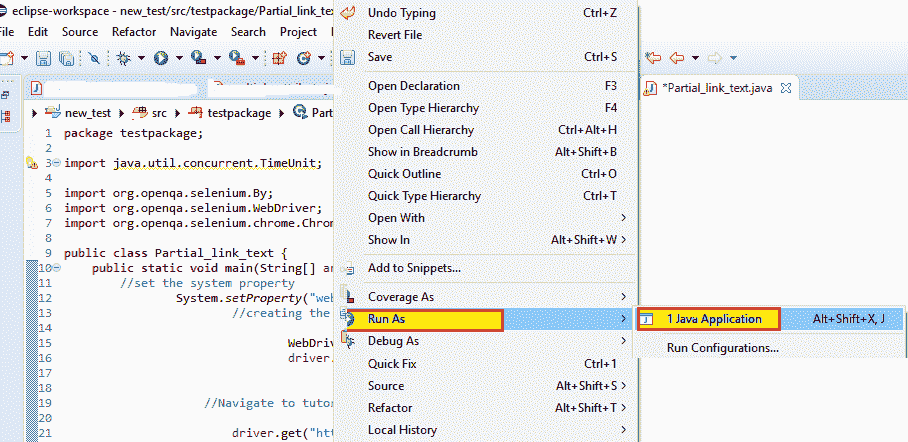 eclipse-workspace - new_test/src/testpackage/Partial_link_text
File Edit Source Refactor Navigate Search Project
*Partial_link_text.java
new_test src testpackage Part
1 package testpackage;
2
3 import java.util.concurrent.TimeUnit;
4
5 import org.openqa.selenium.By;
6 import org.openqa.selenium.WebDriver;
7 import org.openqa.selenium.chrome.Chrom
8
9 public class Partial_link_text {
10 public static void main(String[] ar
11 //set the system property
12 System.setProperty("web
13 //creating the
14
15 WebDriv
16 driver.
17
18
19 //Navigate to tutor
20
21 driver.get("htt
Undo Typing Ctrl+Z
Revert File
Save Ctrl+S
Open Declaration F3
Open Type Hierarchy F4
Open Call Hierarchy Ctrl+Alt+H
Show in Breadcrumb Alt+Shift+B
Quick Outline Ctrl+O
Quick Type Hierarchy Ctrl+T
Open With
Show In Alt+Shift+W
Add to Snippets...
Coverage As
Run As
Debug As
Quick Fix Ctrl+1
Source Alt+Shift+S
Refactor Alt+Shift+T
Local History
1 Java Application Alt+Shift+X, J
Run Configurations...